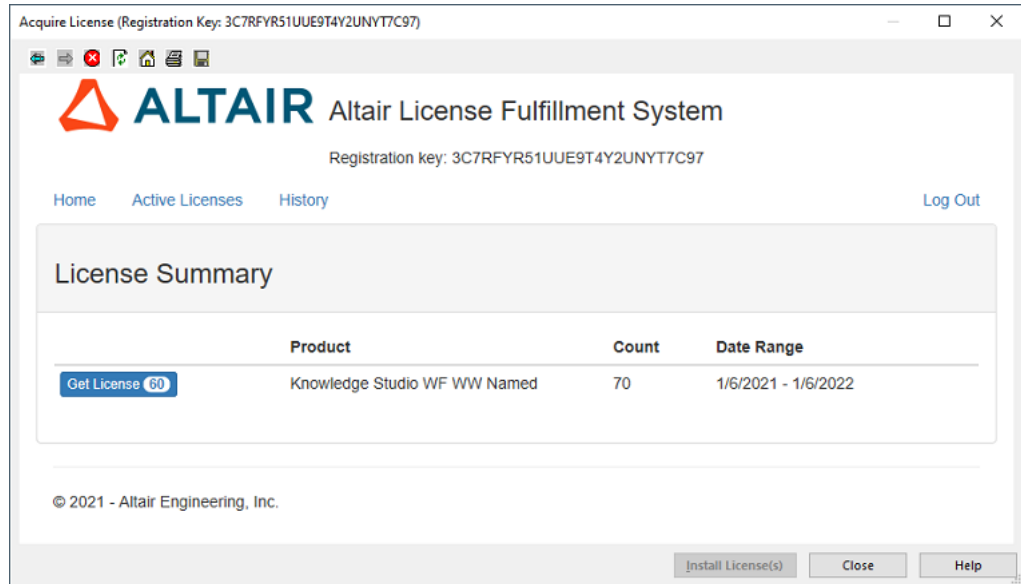 Acquire License (Registration Key: 3C7RFYR51UUE9T4Y2UNYT7C97)
ALTAIR Altair License Fulfillment System
Registration key: 3C7RFYR51UUE9T4Y2UNYT7C97
Home Active Licenses History Log Out
License Summary
Product Count Date Range
Get License 60 Knowledge Studio WF WW Named 70 1/6/2021 - 1/6/2022
© 2021 - Altair Engineering, Inc.
Install License(s) Close Help